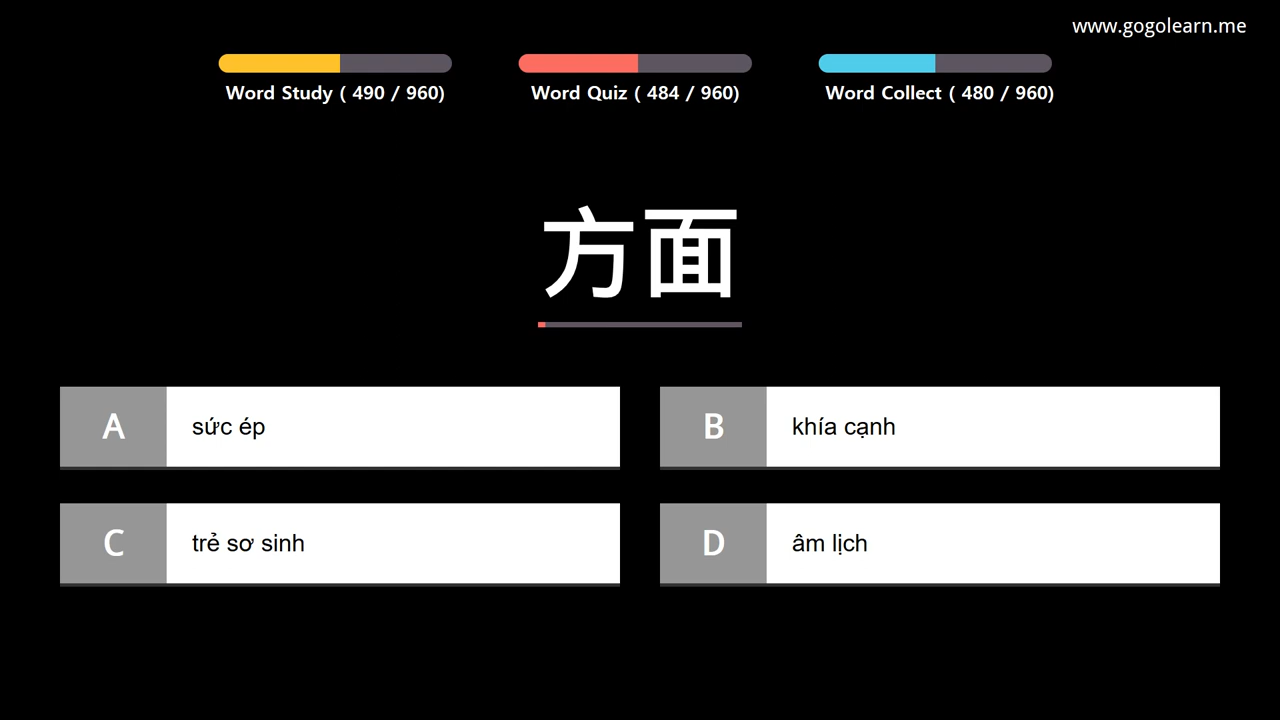 www.gogolearn.me
Word Study ( 490 / 960)
Word Quiz ( 484 / 960)
Word Collect ( 480 / 960)
方面
A
sức ép
B
khía cạnh
C
trẻ sơ sinh
D
âm lịch